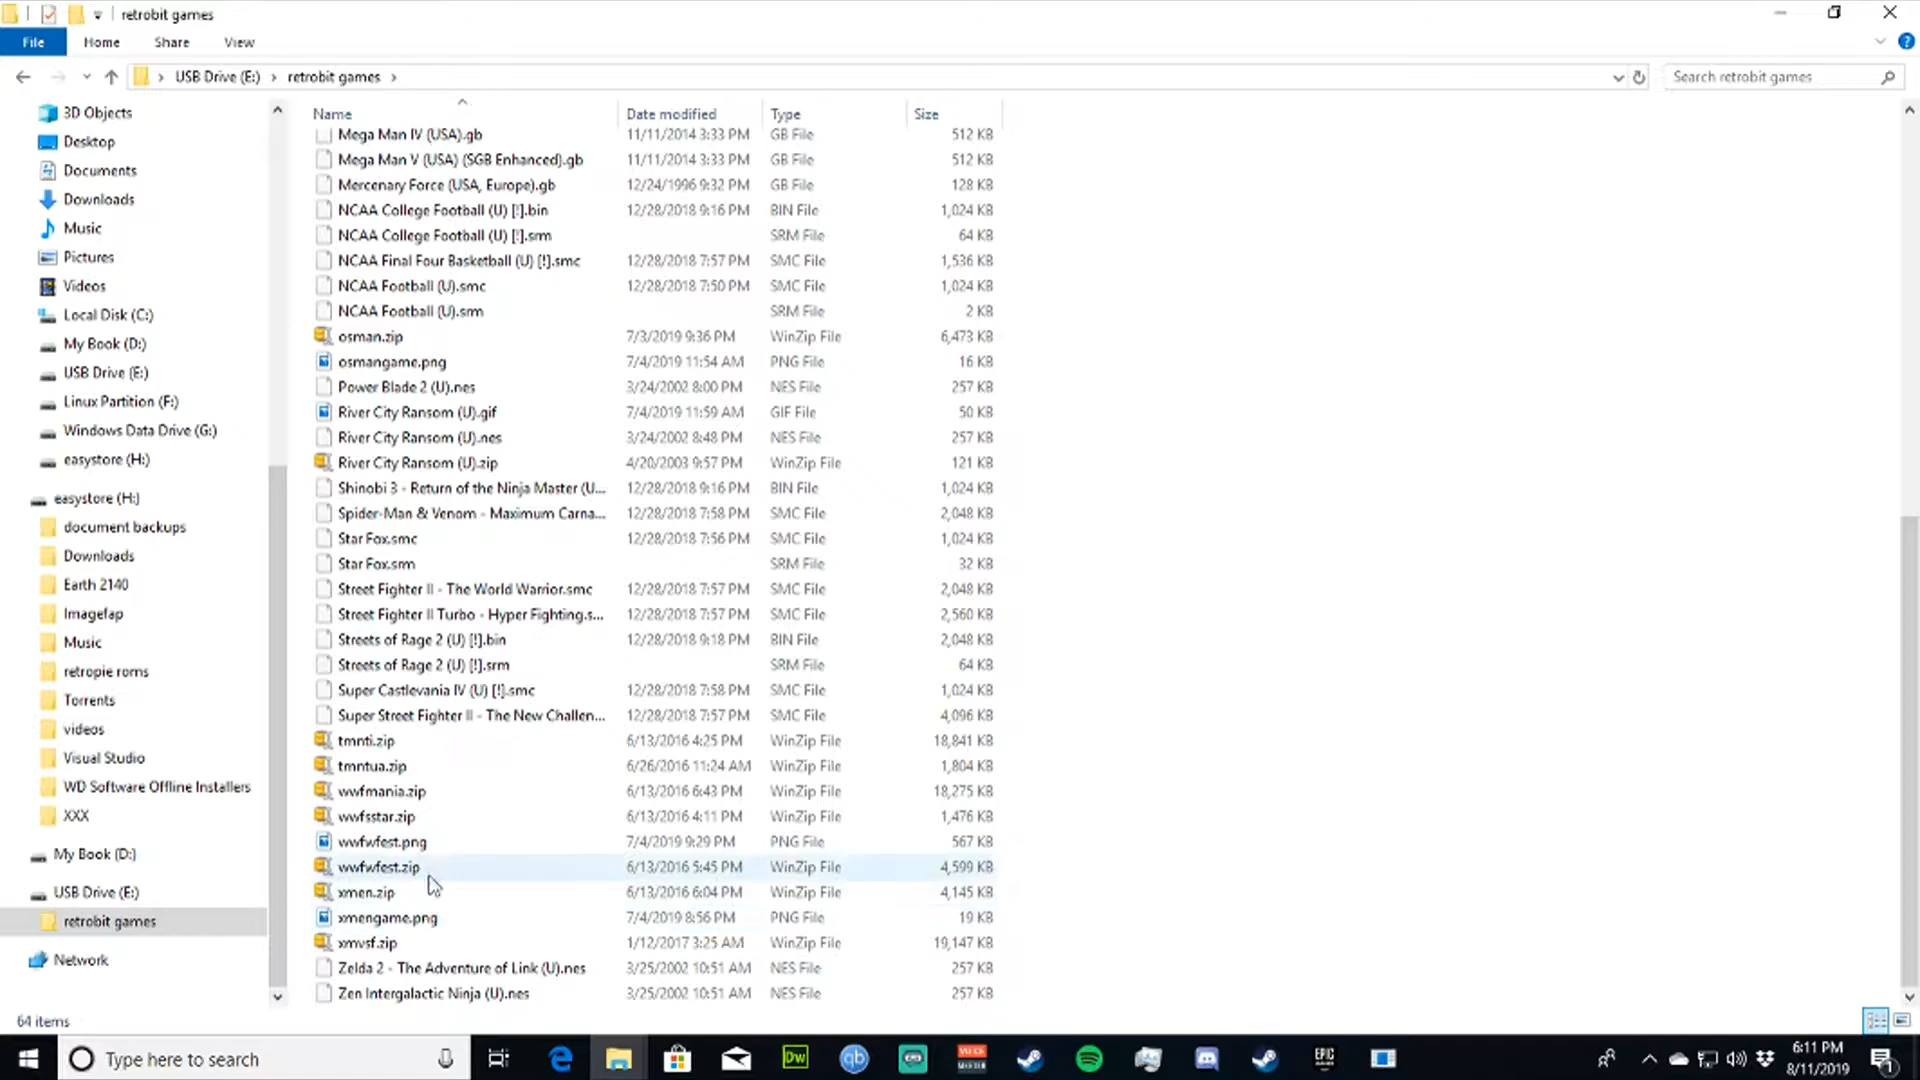 retrobit games
File Home Share View
USB Drive (E:) retrobit games
Search retrobit games
3D Objects
Desktop
Documents
Downloads
Music
Pictures
Videos
Local Disk (C:)
My Book (D:)
USB Drive (E:)
Linux Partition (F:)
Windows Data Drive (G:)
easystore (H:)
easystore (H:)
document backups
Downloads
Earth 2140
Imagefap
Music
retropie roms
Torrents
videos
Visual Studio
WD Software Offline Installers
XXX
My Book (D:)
USB Drive (E:)
retrobit games
Network
Name Date modified Type Size
Mega Man IV (USA).gb 11/11/2014 3:33 PM GB File 512 KB
Mega Man V (USA) (SGB Enhanced).gb 11/11/2014 3:33 PM GB File 512 KB
Mercenary Force (USA, Europe).gb 12/24/1996 9:32 PM GB File 128 KB
NCAA College Football (U) [!].bin 12/28/2018 9:16 PM BIN File 1,024 KB
NCAA College Football (U) [!].srm SRM File 64 KB
NCAA Final Four Basketball (U) [!].smc 12/28/2018 7:57 PM SMC File 1,536 KB
NCAA Football (U).smc 12/28/2018 7:50 PM SMC File 1,024 KB
NCAA Football (U).srm SRM File 2 KB
osman.zip 7/3/2019 9:36 PM WinZip File 6,473 KB
osmangame.png 7/4/2019 11:54 AM PNG File 16 KB
Power Blade 2 (U).nes 3/24/2002 8:00 PM NES File 257 KB
River City Ransom (U).gif 7/4/2019 11:59 AM GIF File 50 KB
River City Ransom (U).nes 3/24/2002 8:48 PM NES File 257 KB
River City Ransom (U).zip 4/20/2003 9:57 PM WinZip File 121 KB
Shinobi 3 - Return of the Ninja Master (U... 12/28/2018 9:16 PM BIN File 1,024 KB
Spider-Man & Venom - Maximum Carna... 12/28/2018 7:58 PM SMC File 2,048 KB
Star Fox.smc 12/28/2018 7:56 PM SMC File 1,024 KB
Star Fox.srm SRM File 32 KB
Street Fighter II - The World Warrior.smc 12/28/2018 7:57 PM SMC File 2,048 KB
Street Fighter II Turbo - Hyper Fighting.s... 12/28/2018 7:57 PM SMC File 2,560 KB
Streets of Rage 2 (U) [!].bin 12/28/2018 9:18 PM BIN File 2,048 KB
Streets of Rage 2 (U) [!].srm SRM File 64 KB
Super Castlevania IV (U) [!].smc 12/28/2018 7:58 PM SMC File 1,024 KB
Super Street Fighter II - The New Challen... 12/28/2018 7:57 PM SMC File 4,096 KB
tmnti.zip 6/13/2016 4:25 PM WinZip File 18,841 KB
tmntua.zip 6/26/2016 11:24 AM WinZip File 1,804 KB
wwfmania.zip 6/13/2016 6:43 PM WinZip File 18,275 KB
wwfsstar.zip 6/13/2016 4:11 PM WinZip File 1,476 KB
wwfwfest.png 7/4/2019 9:29 PM PNG File 567 KB
wwfwfest.zip 6/13/2016 5:45 PM WinZip File 4,599 KB
xmen.zip 6/13/2016 6:04 PM WinZip File 4,145 KB
xmengame.png 7/4/2019 8:56 PM PNG File 19 KB
xmvsf.zip 1/12/2017 3:25 AM WinZip File 19,147 KB
Zelda 2 - The Adventure of Link (U).nes 3/25/2002 10:51 AM NES File 257 KB
Zen Intergalactic Ninja (U).nes 3/25/2002 10:51 AM NES File 257 KB
64 items
Type here to search
Dw
qb
EPIC
6:11 PM
8/11/2019
1